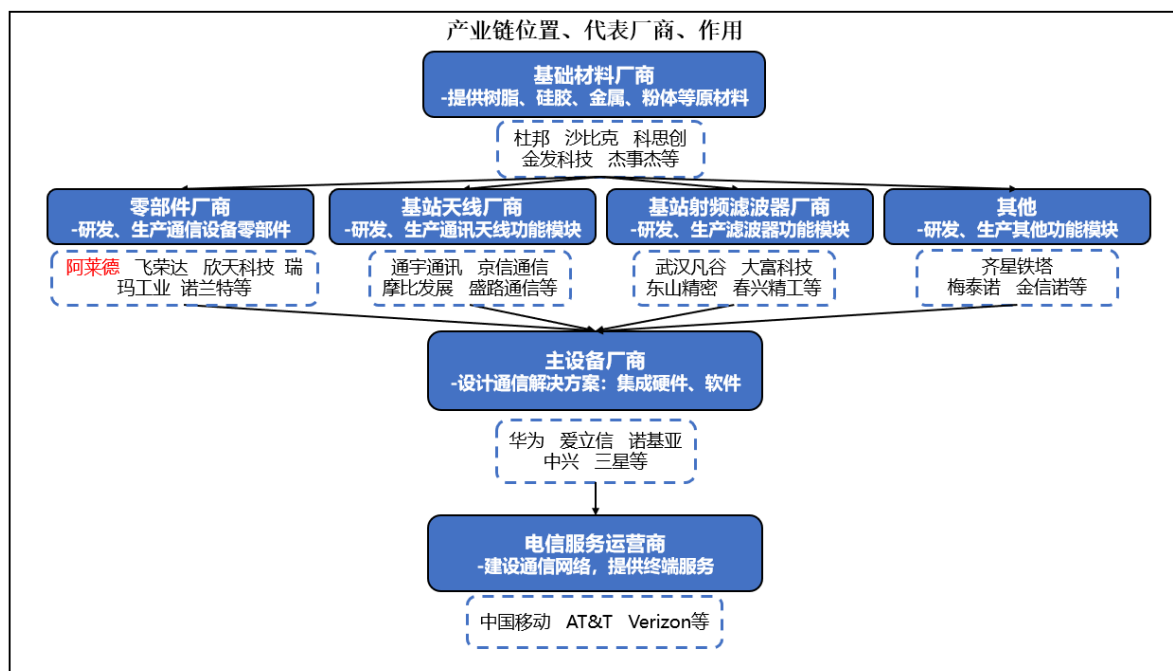 产业链位置、代表厂商、作用
基础材料厂商
-提供树脂、硅胶、金属、粉体等原材料
杜邦 沙比克 科思创
金发科技 杰事杰等
零部件厂商
-研发、生产通信设备零部件
阿莱德 飞荣达 欣天科技 瑞
玛工业 诺兰特等
基站天线厂商
-研发、生产通讯天线功能模块
通宇通讯 京信通信
摩比发展 盛路通信等
基站射频滤波器厂商
-研发、生产滤波器功能模块
武汉凡谷 大富科技
东山精密 春兴精工等
其他
-研发、生产其他功能模块
齐星铁塔
梅泰诺 金信诺等
主设备厂商
-设计通信解决方案：集成硬件、软件
华为 爱立信 诺基亚
中兴 三星等
电信服务运营商
-建设通信网络，提供终端服务
中国移动 AT&T Verizon等